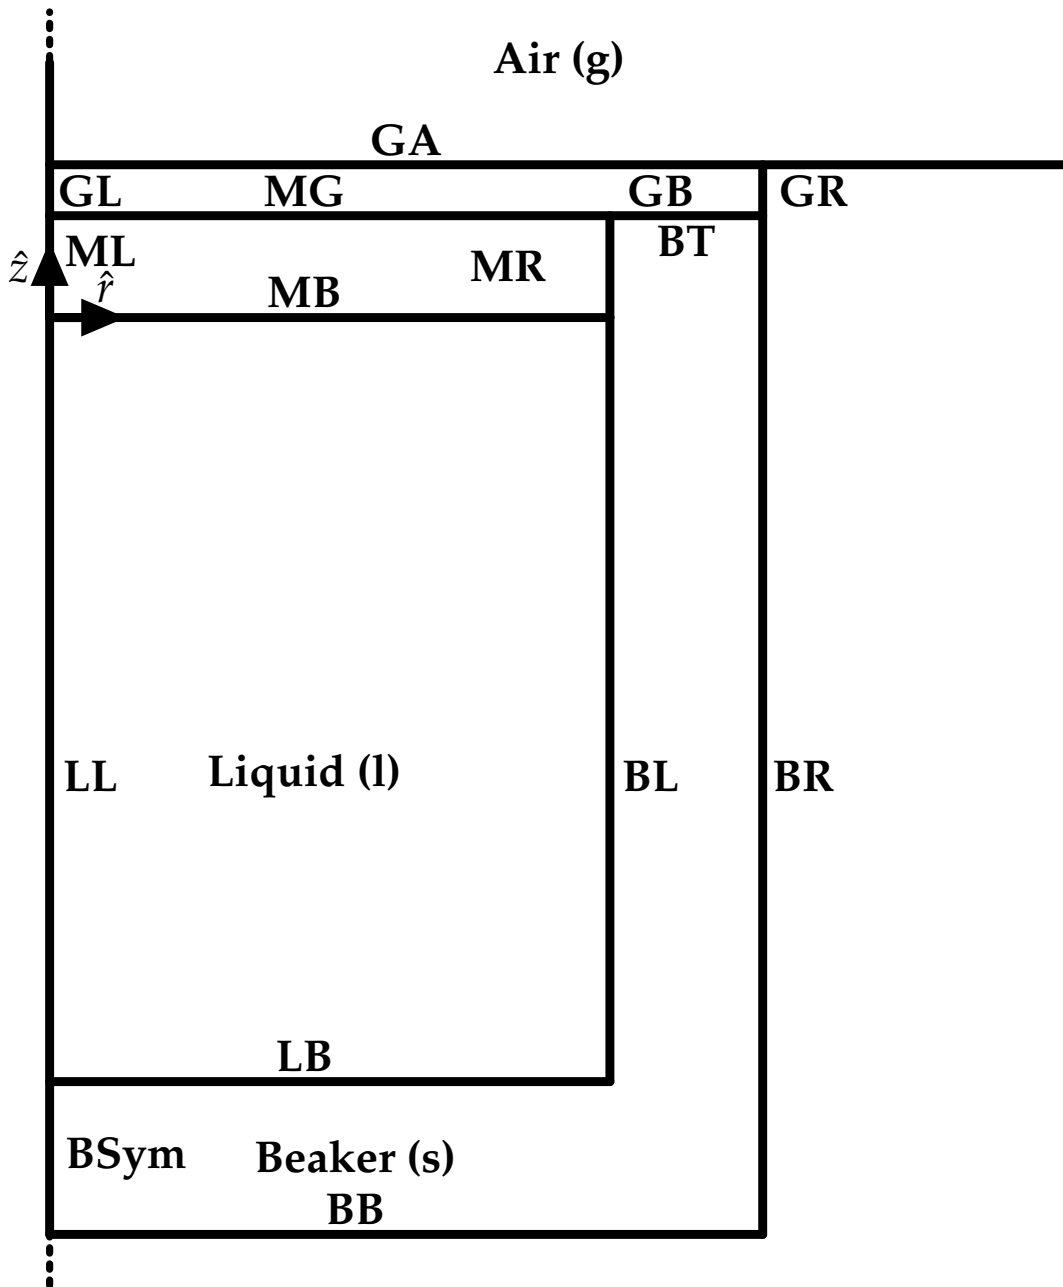 Air (g)
GA
GL MG GB GR
ML MR BT
ẑ r̂ MB
LL Liquid (l) BL BR
LB
BSym Beaker (s)
BB